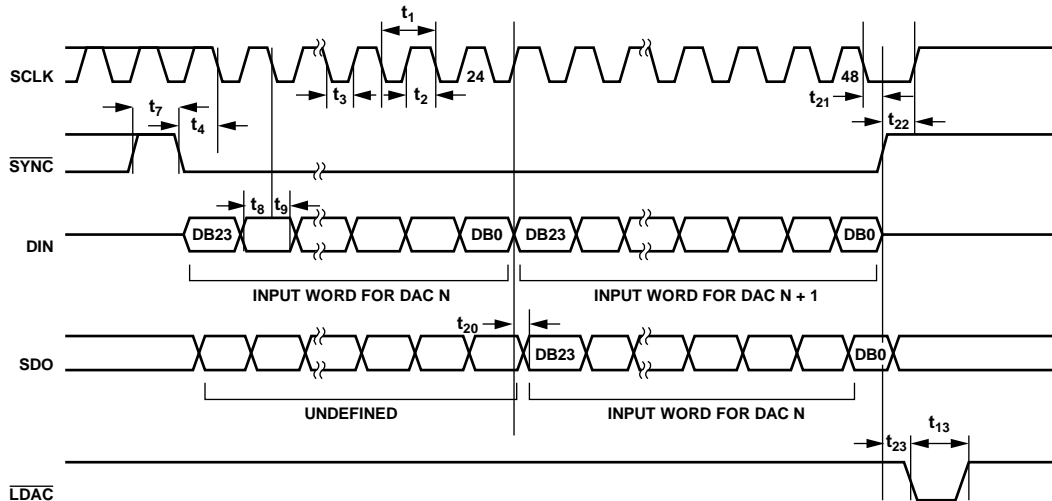 t1
SCLK
24
48
t3
t2
t21
t7
t4
t22
SYNC
t8
t9
DIN
DB23
DB0
DB23
DB0
INPUT WORD FOR DAC N
INPUT WORD FOR DAC N + 1
t20
SDO
DB23
DB0
UNDEFINED
INPUT WORD FOR DAC N
t13
t23
LDAC